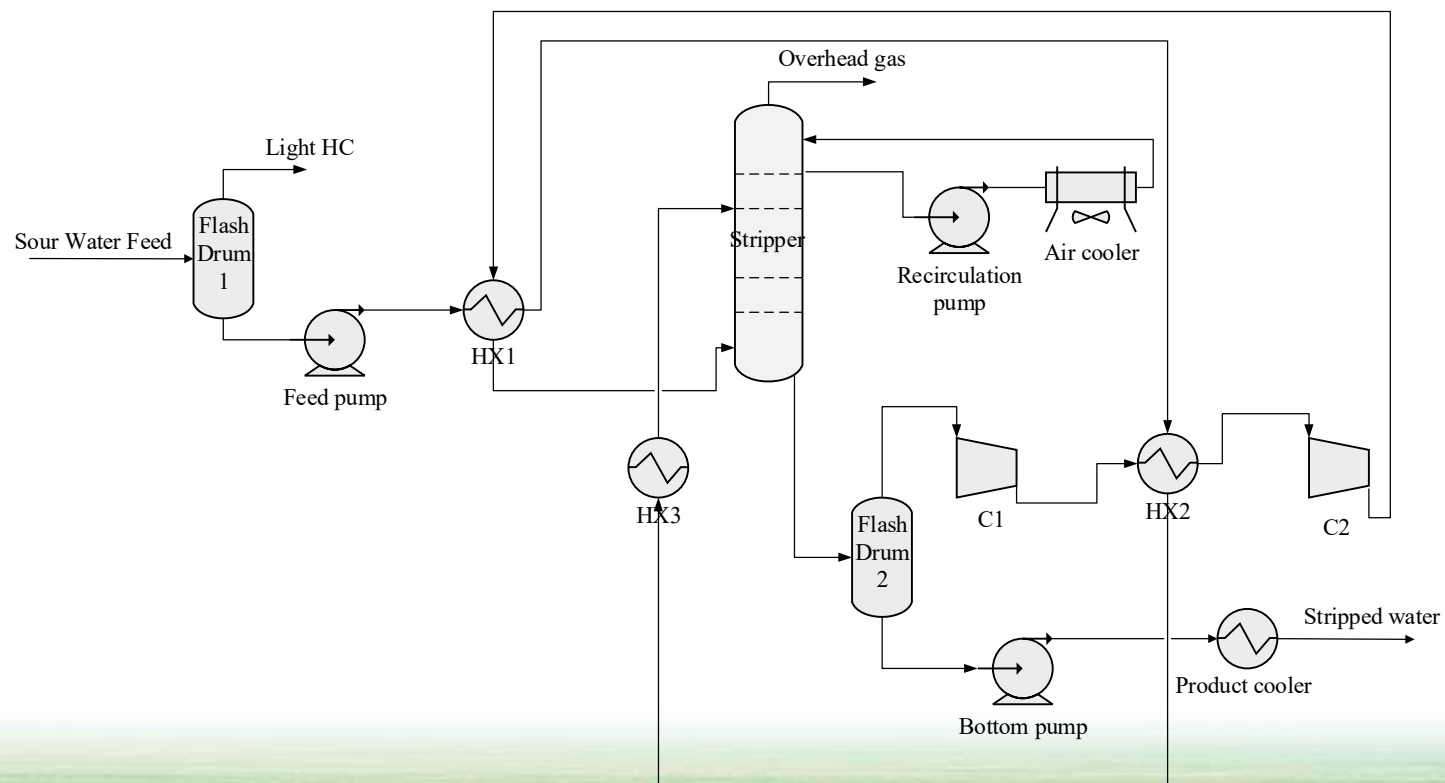 Overhead gas
Light HC
Flash
Drum
1
Sour Water Feed
Stripper
Air cooler
Recirculation
pump
HX1
Feed pump
HX3
Flash
Drum
2
C1
HX2
C2
Stripped water
Product cooler
Bottom pump